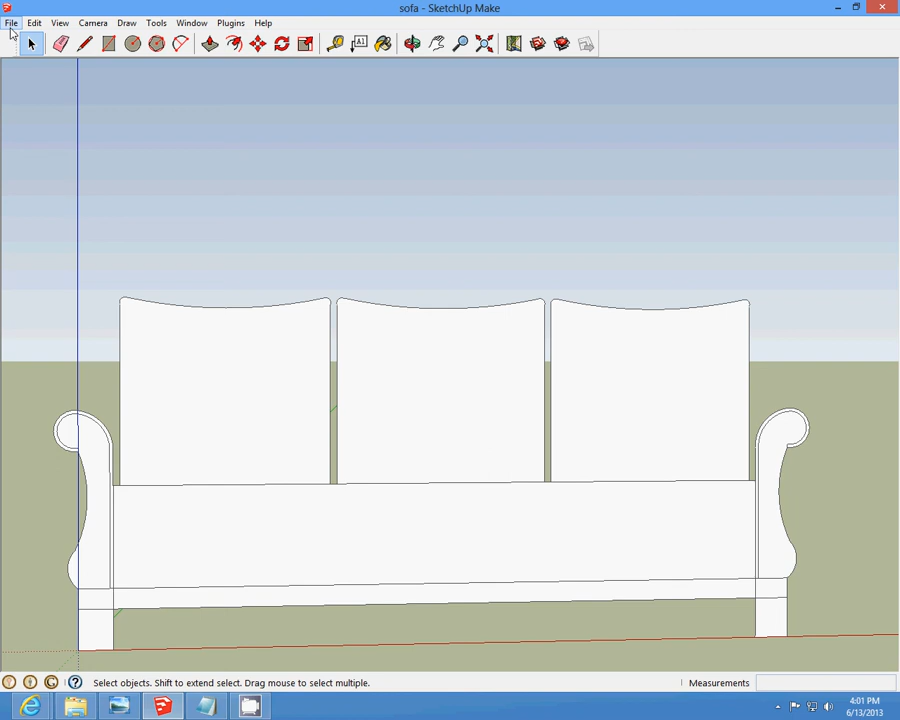 sofa - SketchUp Make
File Edit View Camera Draw Tools Window Plugins Help
A1
Select objects. Shift to extend select. Drag mouse to select multiple.
Measurements
4:01 PM
6/13/2013